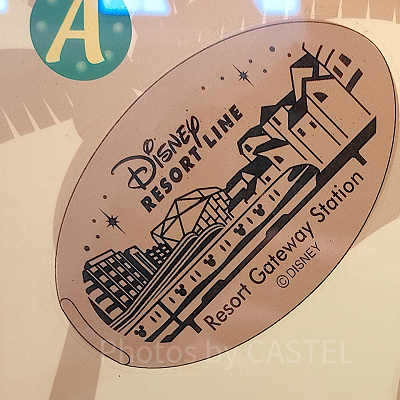 A
Disney
RESORT LINE
Resort Gateway Station
© DISNEY
Photos by CASTEL